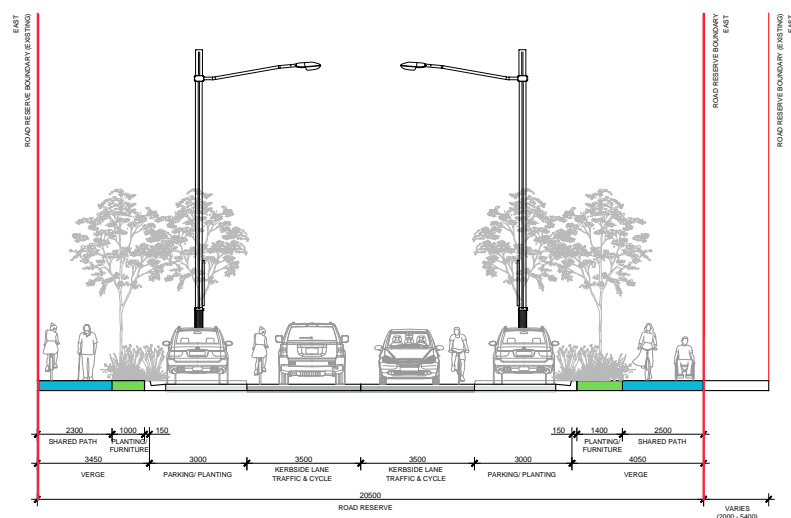 EAST
ROAD RESERVE BOUNDARY (EXISTING)
ROAD RESERVE BOUNDARY
EAST
ROAD RESERVE BOUNDARY (EXISTING)
EAST
2300
1000
150
150
1400
2500
SHARED PATH
PLANTING/
FURNITURE
PLANTING/
FURNITURE
SHARED PATH
3450
3000
3500
3500
3000
4050
VERGE
PARKING/ PLANTING
KERBSIDE LANE
TRAFFIC & CYCLE
KERBSIDE LANE
TRAFFIC & CYCLE
PARKING/ PLANTING
VERGE
20500
ROAD RESERVE
VARIES
(2000 - 5400)